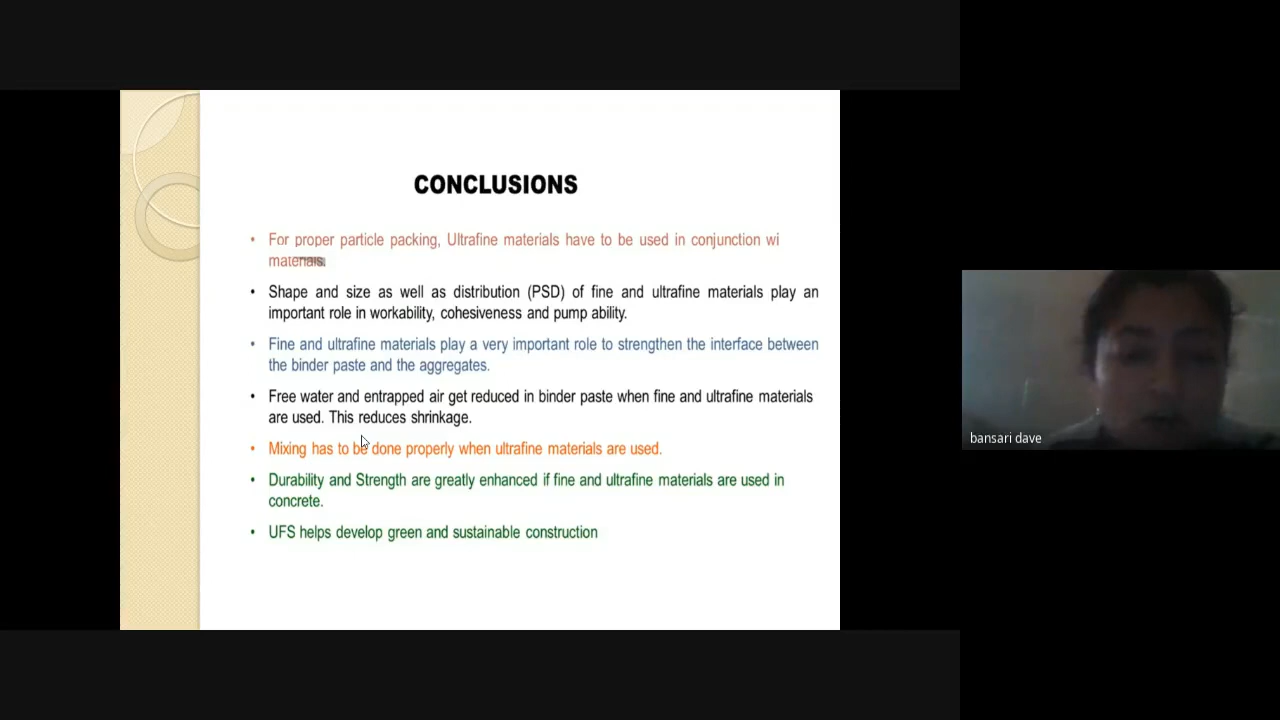 CONCLUSIONS
• For proper particle packing, Ultrafine materials have to be used in conjunction wi
materials.
• Shape and size as well as distribution (PSD) of fine and ultrafine materials play an
important role in workability, cohesiveness and pump ability.
• Fine and ultrafine materials play a very important role to strengthen the interface between
the binder paste and the aggregates.
• Free water and entrapped air get reduced in binder paste when fine and ultrafine materials
are used. This reduces shrinkage.
• Mixing has to be done properly when ultrafine materials are used.
• Durability and Strength are greatly enhanced if fine and ultrafine materials are used in
concrete.
• UFS helps develop green and sustainable construction
bansari dave